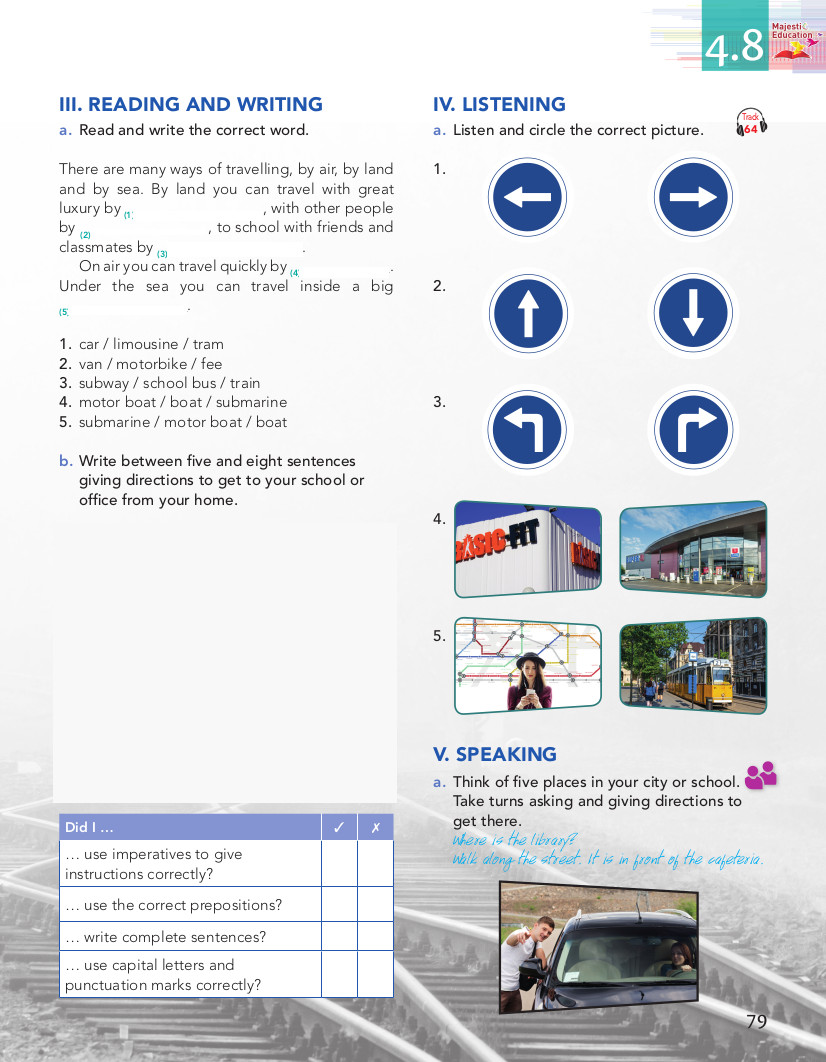 4.8
Majesti
Education
III. READING AND WRITING
a. Read and write the correct word.
There are many ways of travelling, by air, by land
and by sea. By land you can travel with great
luxury by (1) , with other people
by (2) , to school with friends and
classmates by (3) .
On air you can travel quickly by (4) .
Under the sea you can travel inside a big
(5) .
1. car / limousine / tram
2. van / motorbike / fee
3. subway / school bus / train
4. motor boat / boat / submarine
5. submarine / motor boat / boat
b. Write between five and eight sentences
giving directions to get to your school or
office from your home.
Did I ... ✓ ✗
... use imperatives to give
instructions correctly?
... use the correct prepositions?
... write complete sentences?
... use capital letters and
punctuation marks correctly?
IV. LISTENING
a. Listen and circle the correct picture.
Track
64
1.
2.
3.
4.
BASIC-FIT
5.
V. SPEAKING
a. Think of five places in your city or school.
Take turns asking and giving directions to
get there.
Where is the library?
Walk along the street. It is in front of the cafeteria.
79